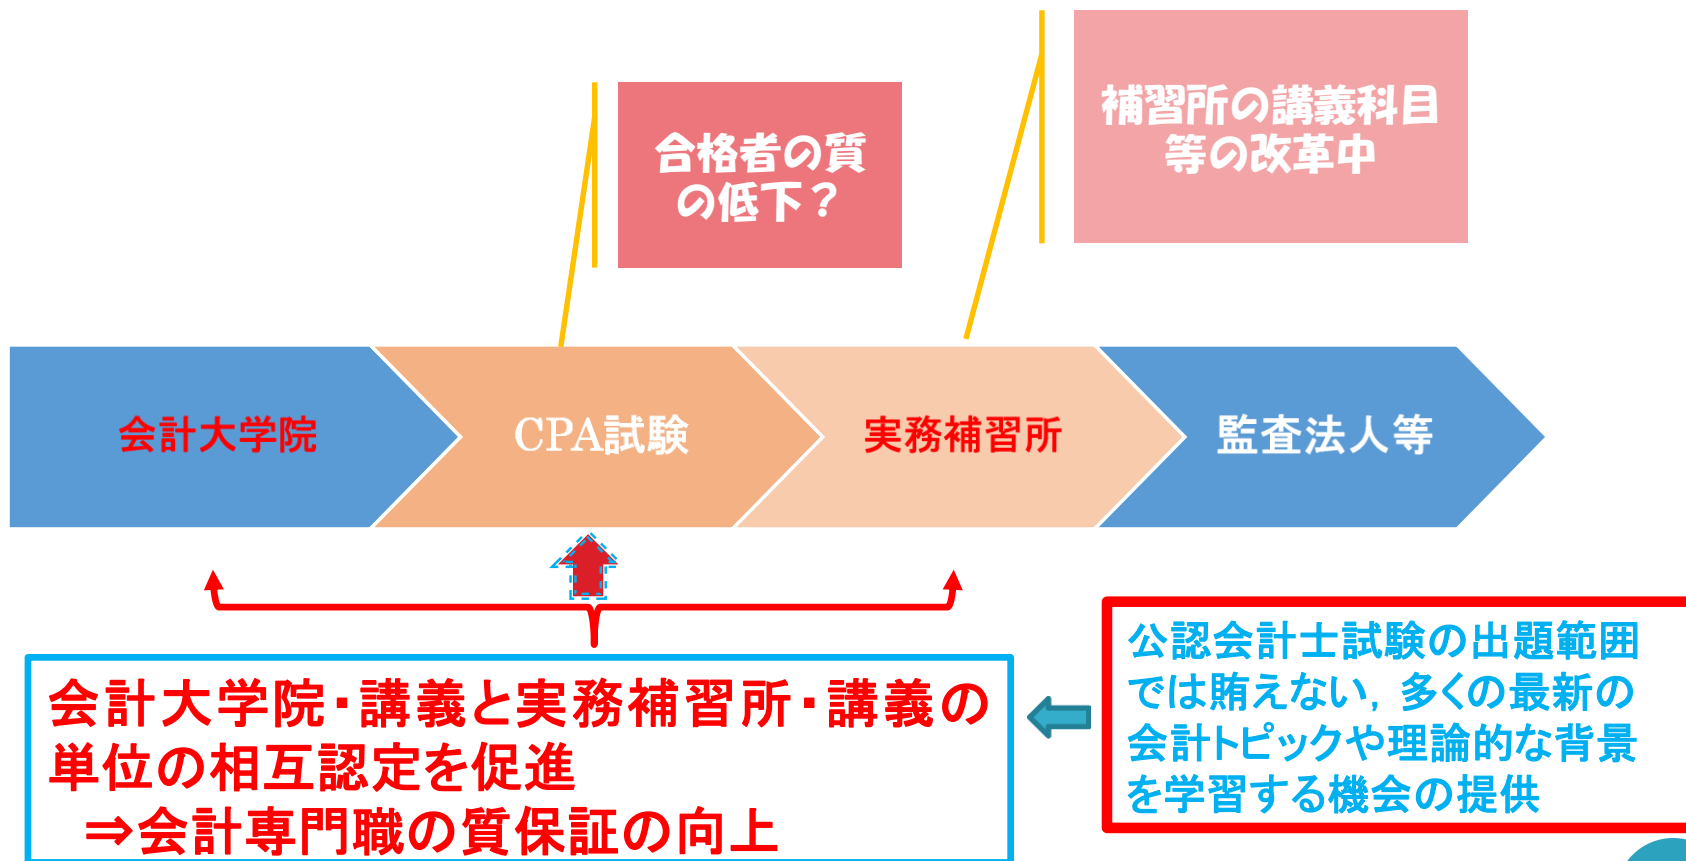 補習所の講義科目
等の改革中
合格者の質
の低下？
会計大学院
CPA試験
実務補習所
監査法人等
会計大学院・講義と実務補習所・講義の
単位の相互認定を促進
⇒会計専門職の質保証の向上
公認会計士試験の出題範囲
では賄えない，多くの最新の
会計トピックや理論的な背景
を学習する機会の提供